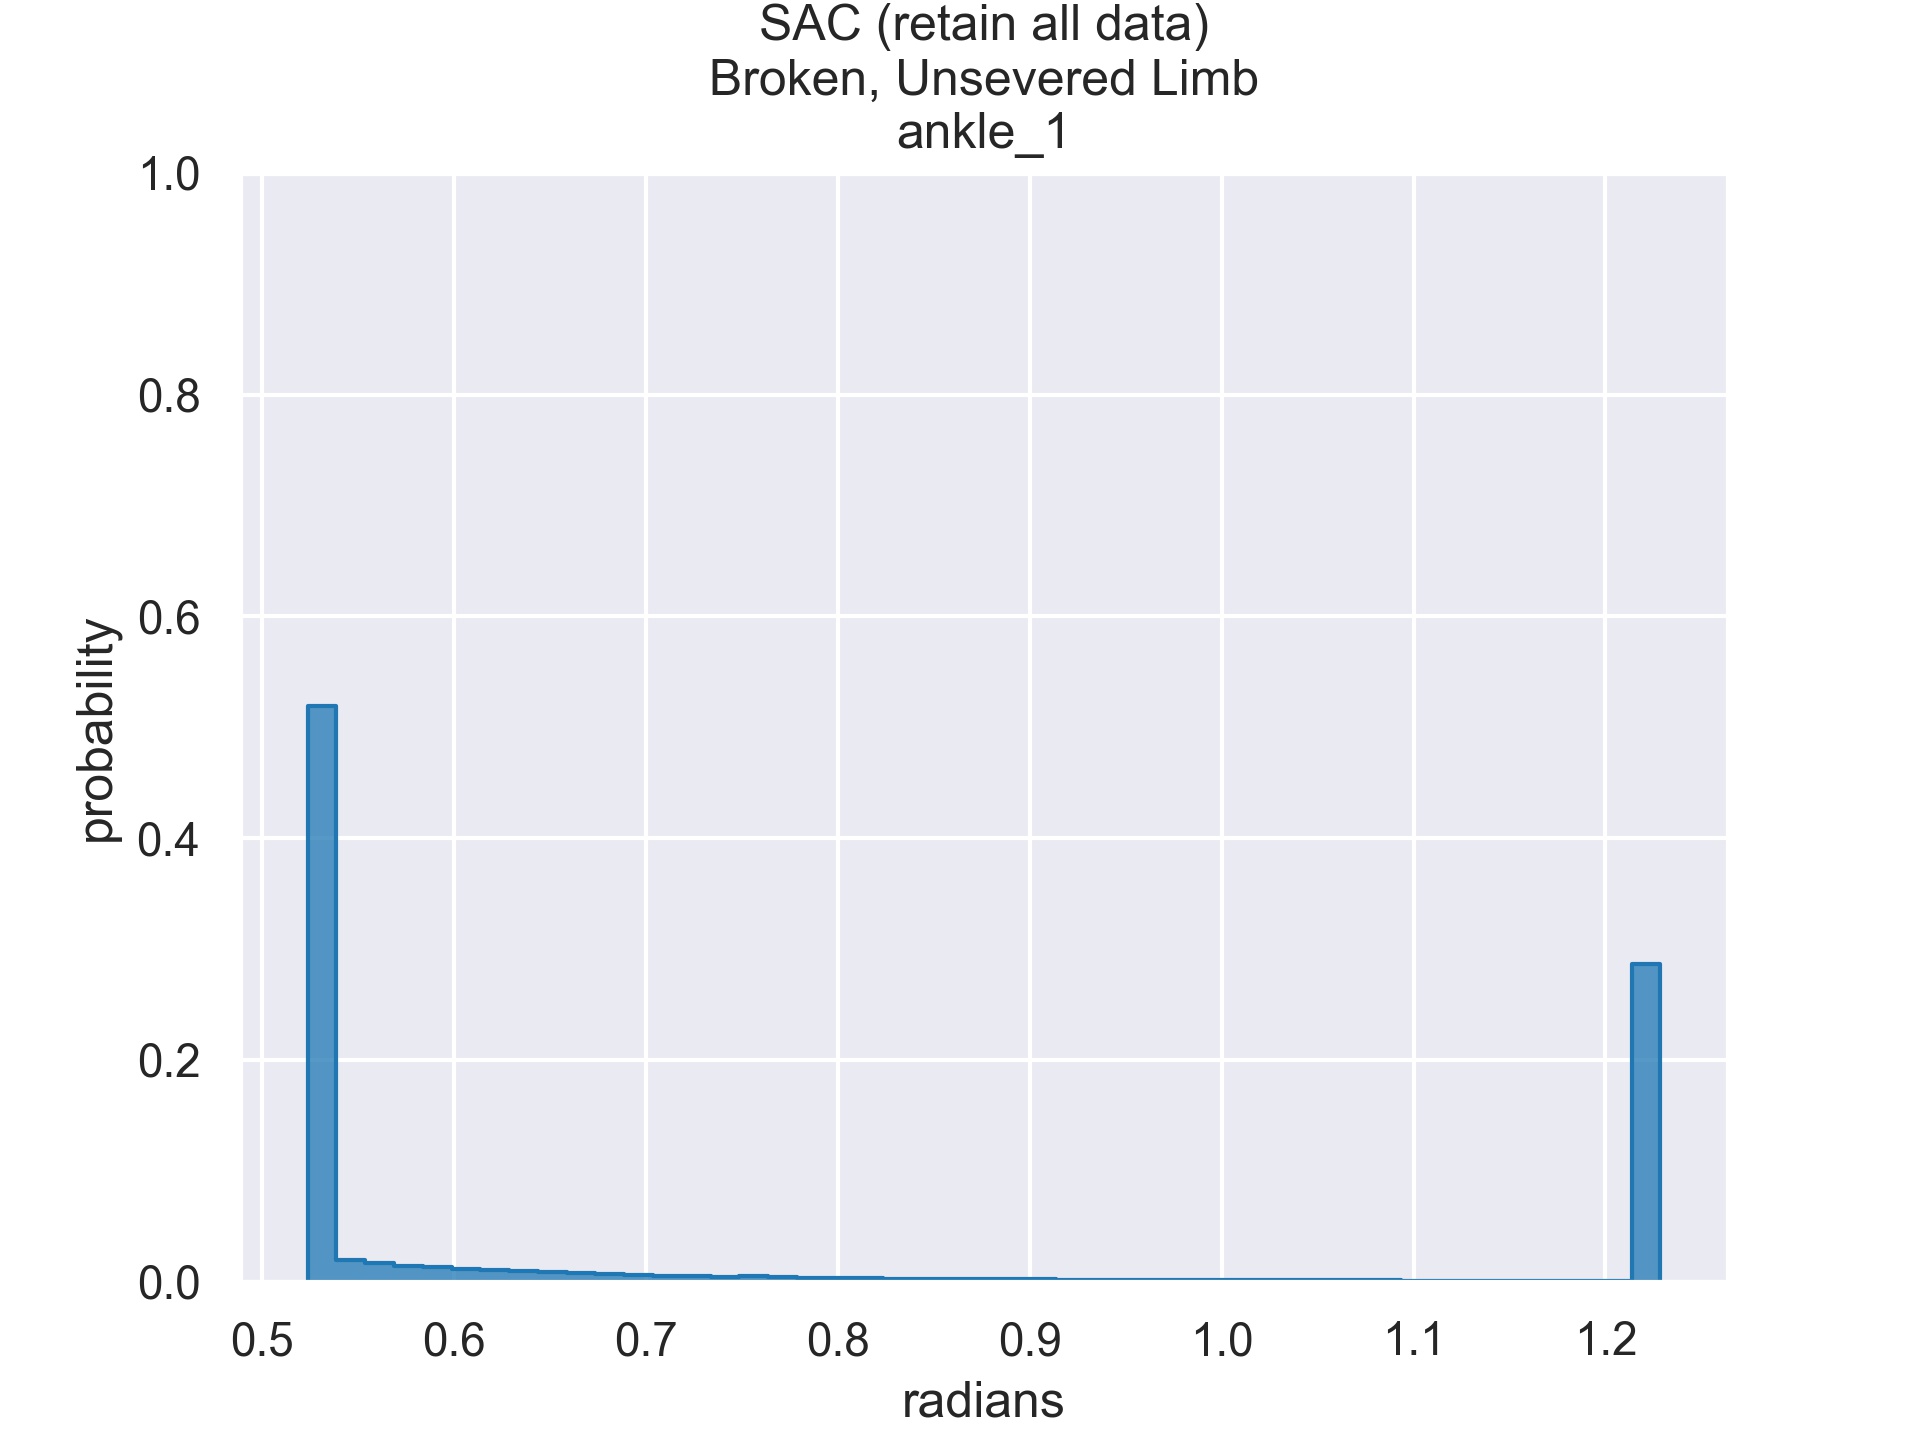 SAC (retain all data)
Broken, Unsevered Limb
ankle_1
1.0
0.8
0.6
0.4
0.2
0.0
probability
0.5 0.6 0.7 0.8 0.9 1.0 1.1 1.2
radians